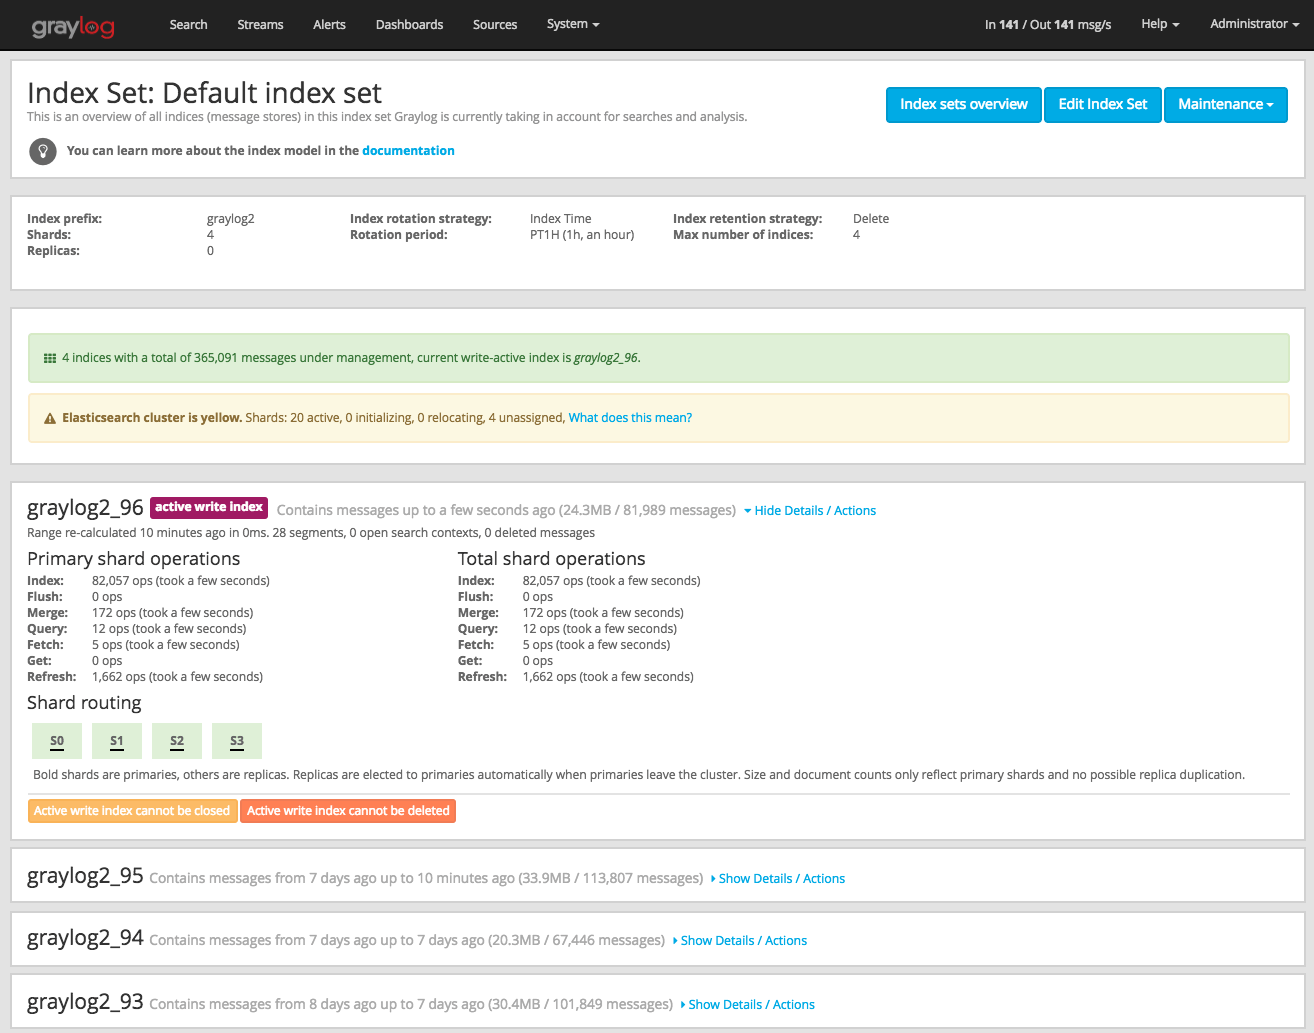 graylog Search Streams Alerts Dashboards Sources System In 141 / Out 141 msg/s Help Administrator
Index Set: Default index set
This is an overview of all indices (message stores) in this index set Graylog is currently taking in account for searches and analysis.
Index sets overview Edit Index Set Maintenance
You can learn more about the index model in the documentation
Index prefix: graylog2 Index rotation strategy: Index Time Index retention strategy: Delete
Shards: 4 Rotation period: PT1H (1h, an hour) Max number of indices: 4
Replicas: 0
4 indices with a total of 365,091 messages under management, current write-active index is graylog2_96.
Elasticsearch cluster is yellow. Shards: 20 active, 0 initializing, 0 relocating, 4 unassigned, What does this mean?
graylog2_96 active write index Contains messages up to a few seconds ago (24.3MB / 81,989 messages) Hide Details / Actions
Range re-calculated 10 minutes ago in 0ms. 28 segments, 0 open search contexts, 0 deleted messages
Primary shard operations Total shard operations
Index: 82,057 ops (took a few seconds) Index: 82,057 ops (took a few seconds)
Flush: 0 ops Flush: 0 ops
Merge: 172 ops (took a few seconds) Merge: 172 ops (took a few seconds)
Query: 12 ops (took a few seconds) Query: 12 ops (took a few seconds)
Fetch: 5 ops (took a few seconds) Fetch: 5 ops (took a few seconds)
Get: 0 ops Get: 0 ops
Refresh: 1,662 ops (took a few seconds) Refresh: 1,662 ops (took a few seconds)
Shard routing
S0 S1 S2 S3
Bold shards are primaries, others are replicas. Replicas are elected to primaries automatically when primaries leave the cluster. Size and document counts only reflect primary shards and no possible replica duplication.
Active write index cannot be closed Active write index cannot be deleted
graylog2_95 Contains messages from 7 days ago up to 10 minutes ago (33.9MB / 113,807 messages) Show Details / Actions
graylog2_94 Contains messages from 7 days ago up to 7 days ago (20.3MB / 67,446 messages) Show Details / Actions
graylog2_93 Contains messages from 8 days ago up to 7 days ago (30.4MB / 101,849 messages) Show Details / Actions